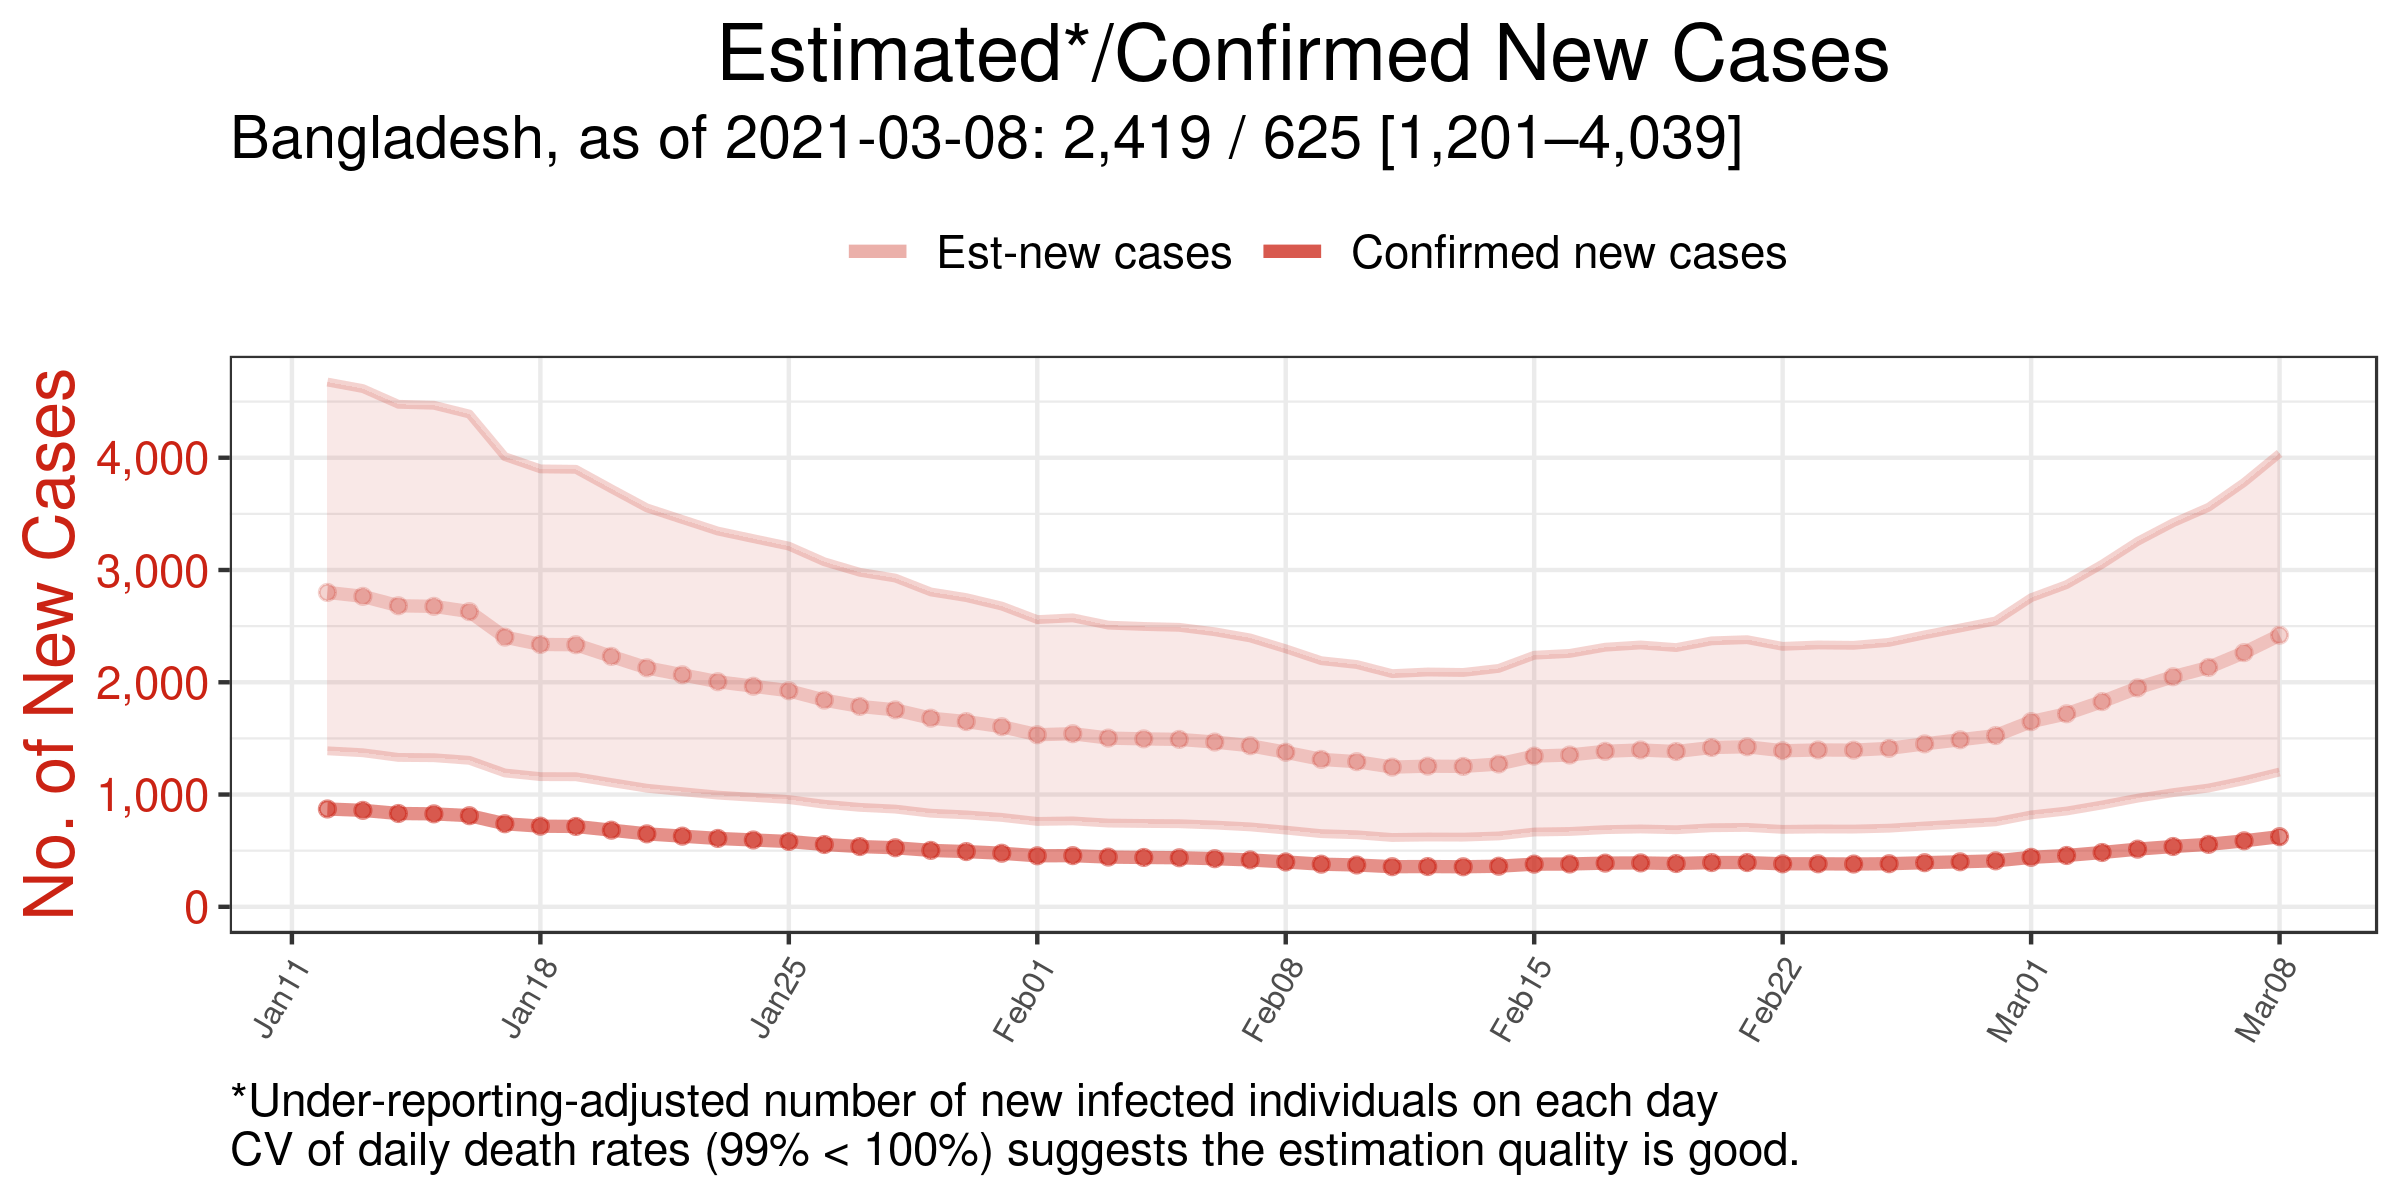 Estimated*/Confirmed New Cases
Bangladesh, as of 2021-03-08: 2,419 / 625 [1,201–4,039]
Est-new cases
Confirmed new cases
No. of New Cases
4,000
3,000
2,000
1,000
0
Jan11
Jan18
Jan25
Feb01
Feb08
Feb15
Feb22
Mar01
Mar08
*Under-reporting-adjusted number of new infected individuals on each day
CV of daily death rates (99% < 100%) suggests the estimation quality is good.